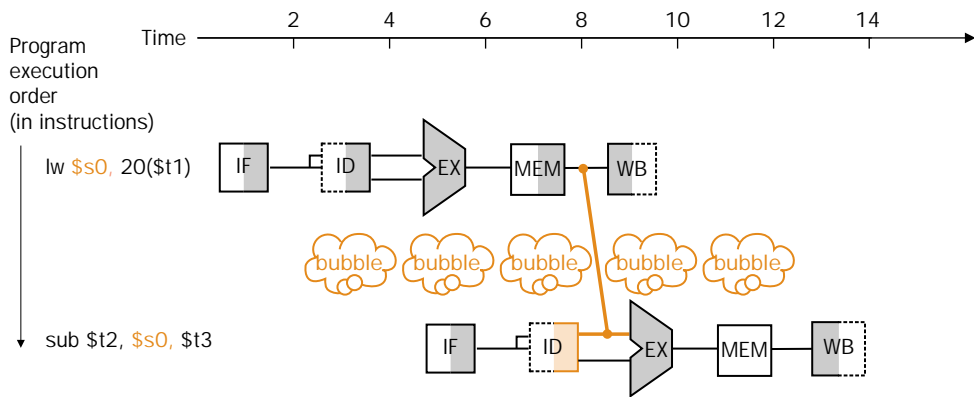 2 4 6 8 10 12 14
Time
Program
execution
order
(in instructions)
lw $s0, 20($t1)
IF ID EX MEM WB
bubble bubble bubble bubble bubble
sub $t2, $s0, $t3
IF ID EX MEM WB